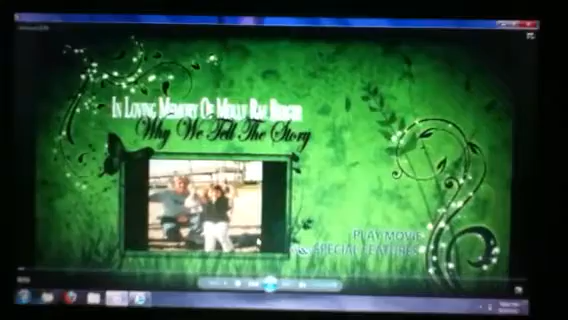 In Loving Memory Of
Why We Tell The Story
PLAY MOVIE
SPECIAL FEATURES